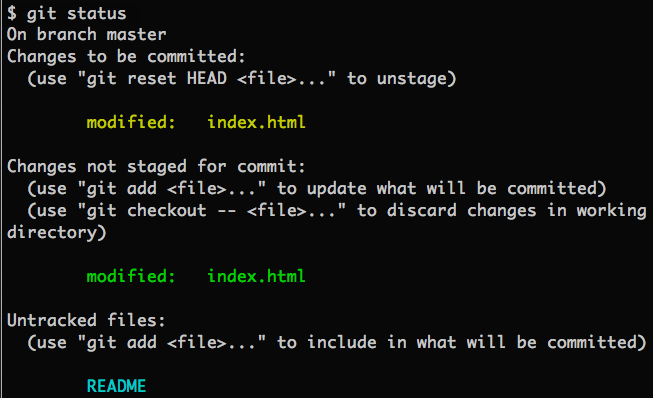 $ git status
On branch master
Changes to be committed:
  (use "git reset HEAD <file>..." to unstage)
        modified:   index.html
Changes not staged for commit:
  (use "git add <file>..." to update what will be committed)
  (use "git checkout -- <file>..." to discard changes in working
directory)
        modified:   index.html
Untracked files:
  (use "git add <file>..." to include in what will be committed)
        README